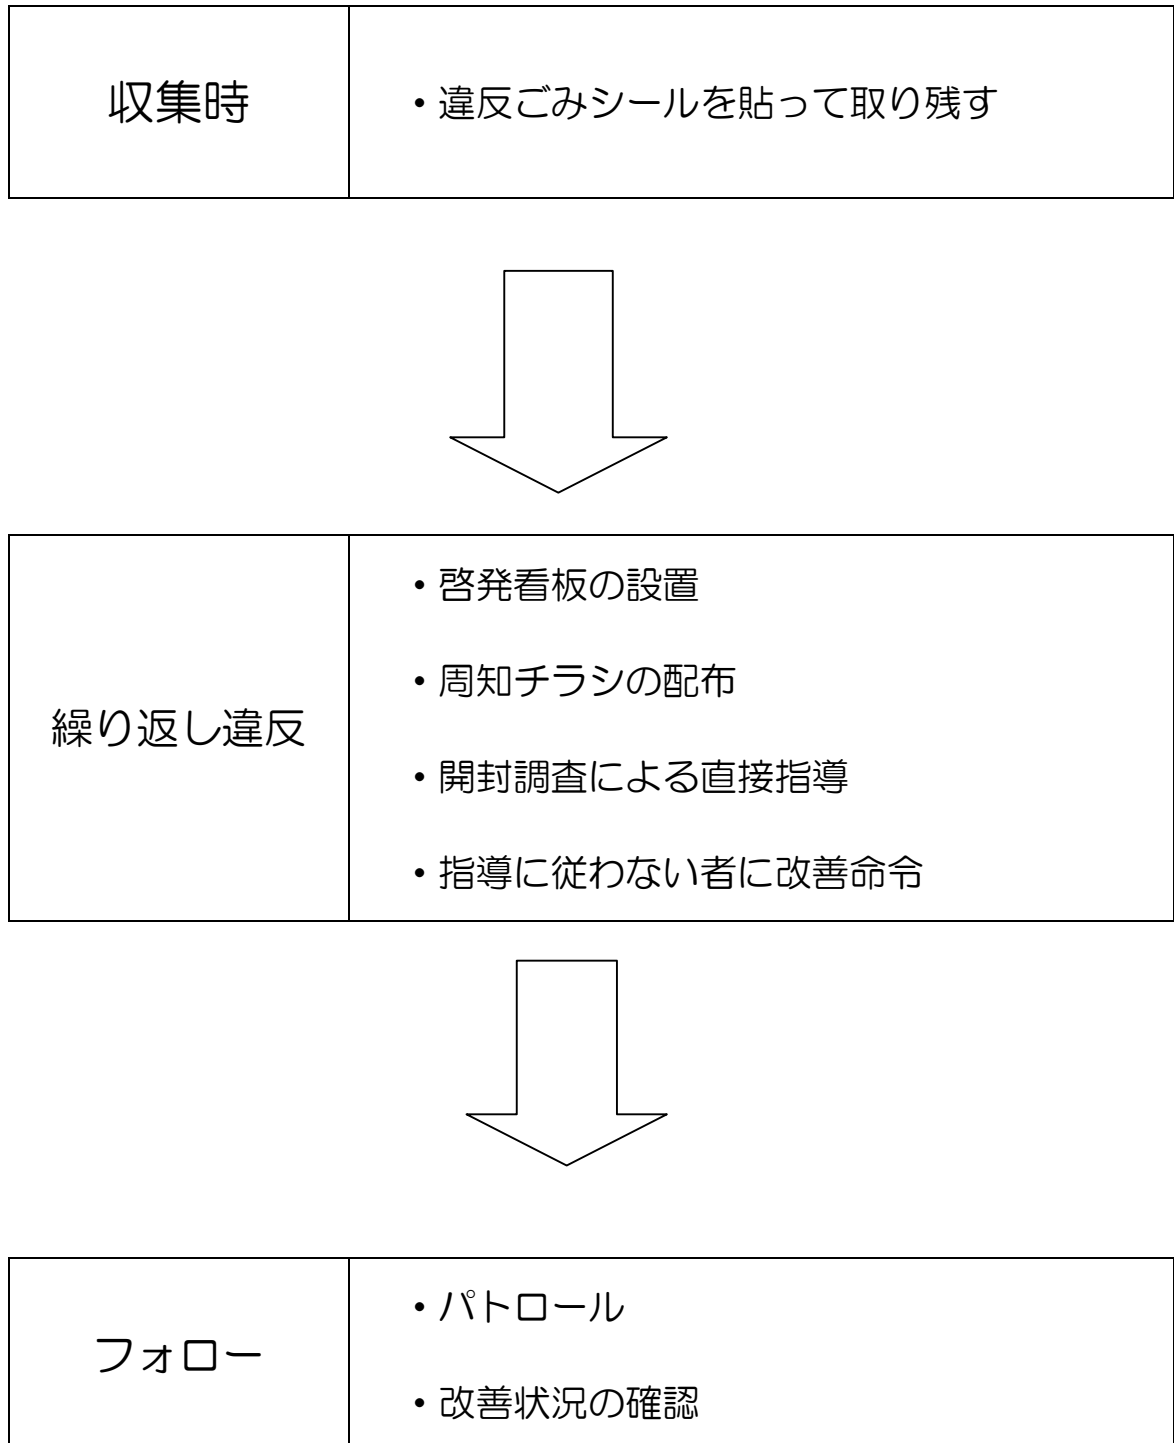 収集時
・違反ごみシールを貼って取り残す
繰り返し違反
・啓発看板の設置
・周知チラシの配布
・開封調査による直接指導
・指導に従わない者に改善命令
フォロー
・パトロール
・改善状況の確認